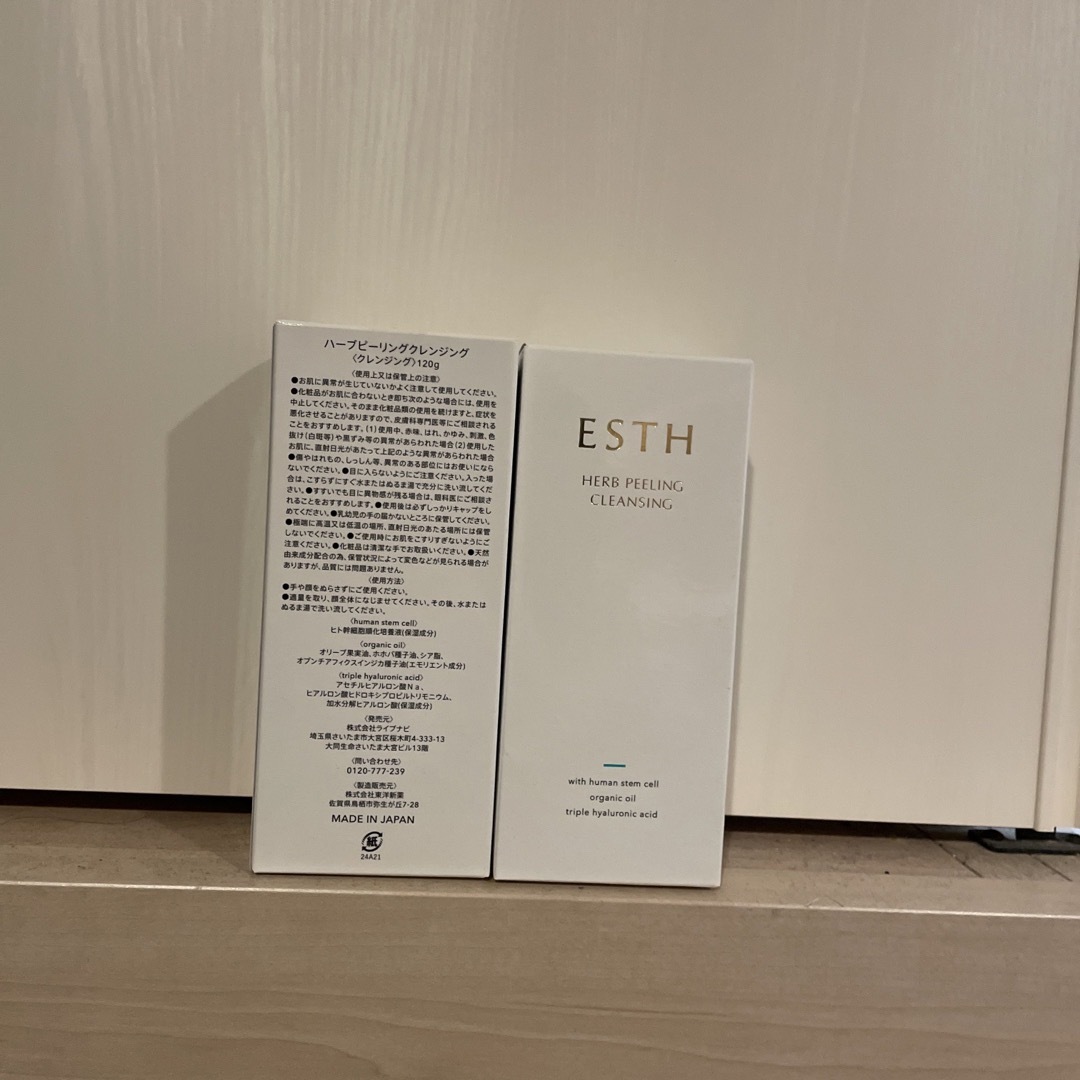 ハーブピーリングクレンジング
〈クレンジング〉120g
〈使用上又は保管上の注意〉
●お肌に異常が生じていないかよく注意して使用してください。
●化粧品がお肌に合わないとき即ち次のような場合には、使用を
中止してください。そのまま化粧品類の使用を続けますと、症状を
悪化させることがありますので、皮膚科専門医等にご相談される
ことをおすすめします。(1)使用中、赤味、はれ、かゆみ、刺激、色
抜け(白斑等)や黒ずみ等の異常があらわれた場合(2)使用した
お肌に、直射日光があたって上記のような異常があらわれた場合
●傷やはれもの、しっしん等、異常のある部位にはお使いになら
ないでください。●目に入らないようにご注意ください。入った場
合は、こすらずにすぐ水またはぬるま湯で充分に洗い流してくだ
さい。●すすいでも目に異物感が残る場合は、眼科医にご相談さ
れることをおすすめします。●使用後は必ずしっかりキャップをし
めてください。●乳幼児の手の届かないところに保管してください。
●極端に高温又は低温の場所、直射日光のあたる場所には保管
しないでください。●ご使用時にお肌をこすりすぎないようにご
注意ください。●化粧品は清潔な手でお取扱いください。●天然
由来成分配合の為、保管状況によって変色などが見られる場合が
ありますが、品質には問題ありません。
〈使用方法〉
●手や顔をぬらさずにご使用ください。
●適量を取り、顔全体になじませてください。その後、水または
ぬるま湯で洗い流してください。
〈human stem cell〉
ヒト幹細胞順化培養液(保湿成分)
〈organic oil〉
オリーブ果実油、ホホバ種子油、シア脂、
オプンチアフィクスインジカ種子油(エモリエント成分)
〈triple hyaluronic acid〉
アセチルヒアルロン酸Na、
ヒアルロン酸ヒドロキシプロピルトリモニウム、
加水分解ヒアルロン酸(保湿成分)
〈発売元〉
株式会社ライブナビ
埼玉県さいたま市大宮区桜木町4-333-13
大同生命さいたま大宮ビル13階
〈問い合わせ先〉
0120-777-239
〈製造販売元〉
株式会社東洋新薬
佐賀県鳥栖市弥生が丘7-28
MADE IN JAPAN
紙
24A21
ESTH
HERB PEELING
CLEANSING
with human stem cell
organic oil
triple hyaluronic acid